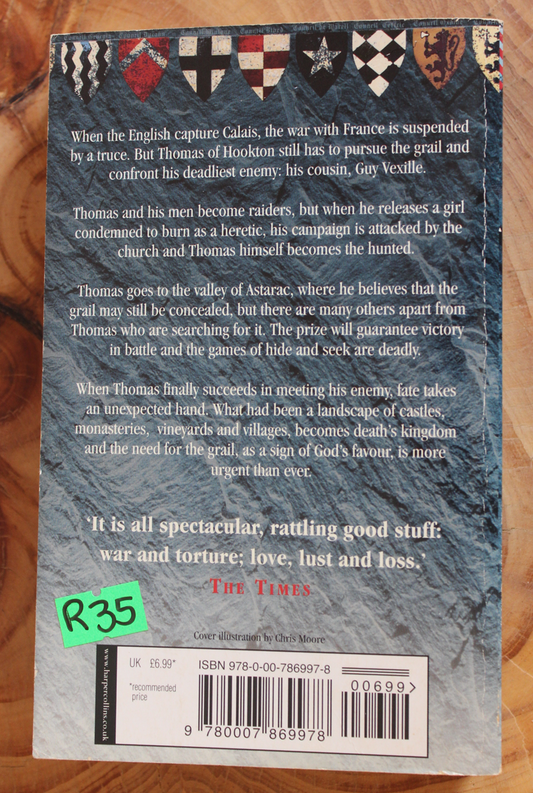 When the English capture Calais, the war with France is suspended
by a truce. But Thomas of Hookton still has to pursue the grail and
confront his deadliest enemy: his cousin, Guy Vexille.
Thomas and his men become raiders, but when he releases a girl
condemned to burn as a heretic, his campaign is attacked by the
church and Thomas himself becomes the hunted.
Thomas goes to the valley of Astarac, where he believes that the
grail may still be concealed, but there are many others apart from
Thomas who are searching for it. The prize will guarantee victory
in battle and the games of hide and seek are deadly.
When Thomas finally succeeds in meeting his enemy, fate takes
an unexpected hand. What had been a landscape of castles,
monasteries, vineyards and villages, becomes death's kingdom
and the need for the grail, as a sign of God's favour, is more
urgent than ever.
'It is all spectacular, rattling good stuff:
war and torture; love, lust and loss.'
THE TIMES
R35
Cover illustration by Chris Moore
www.harpercollins.co.uk
UK £6.99*
*recommended
price
ISBN 978-0-00-786997-8
00699>
9 780007 869978